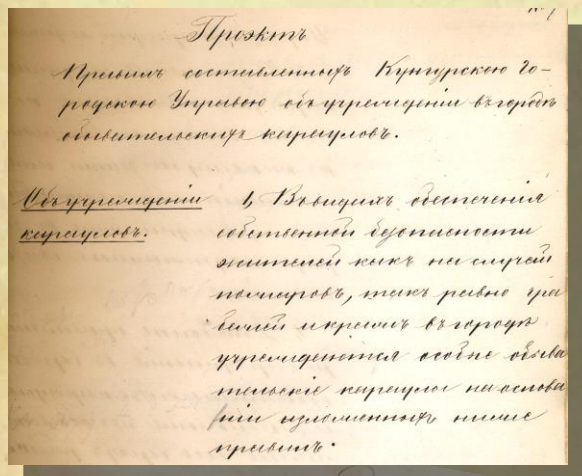 Проэктъ
Правилъ составленныхъ Кунгурскою Го-
родскою Управою объ учрежденіи въ городѣ
обывательскихъ карауловъ.
Объ учрежденіи
карауловъ.
1, Въ видахъ обезпеченія
собственной безопасности
жителей какъ на случай
пожаровъ, такъ равно гра
бежей и кражъ въ городѣ
учреждаются особые обыва
тельскіе караулы на основа
ніи изложенныхъ ниже
правилъ.